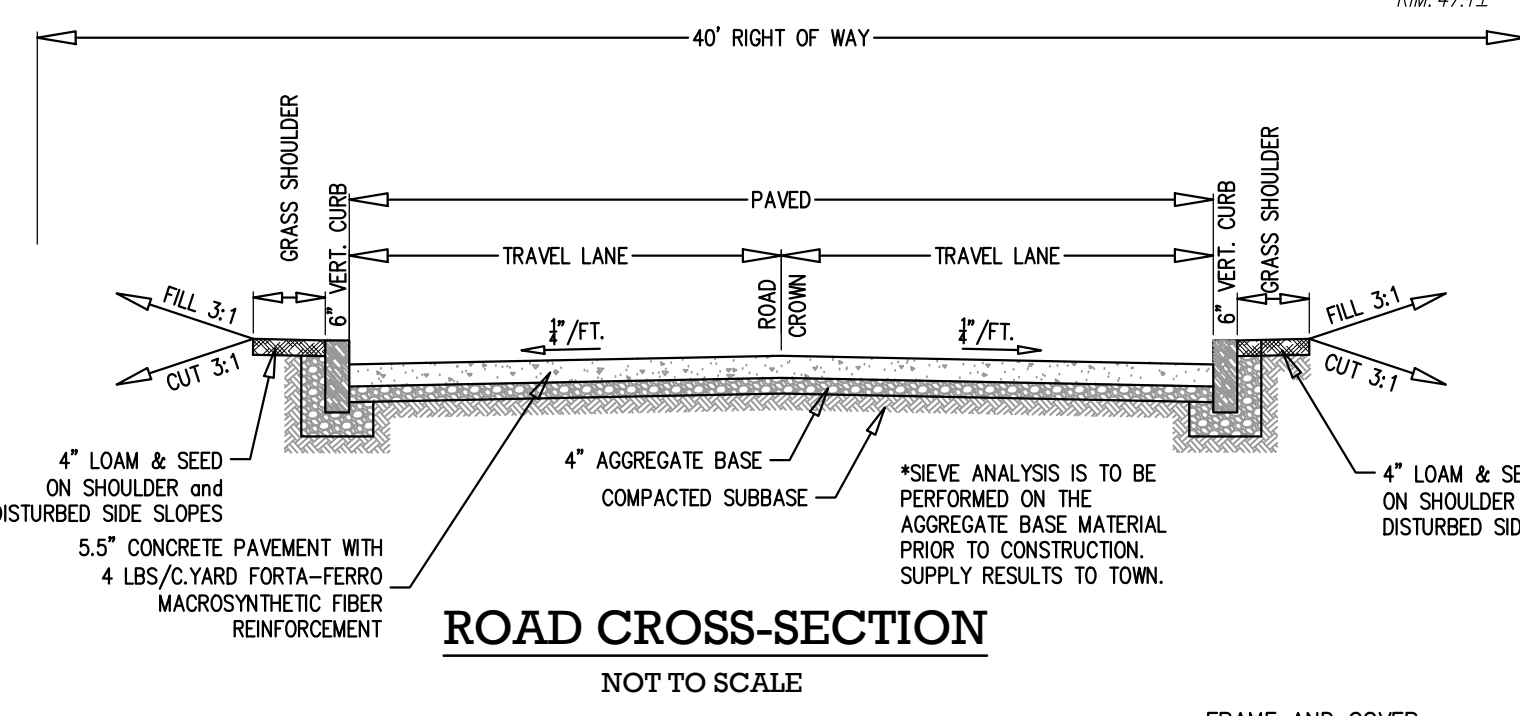 40' RIGHT OF WAY
GRASS SHOULDER
6" VERT. CURB
PAVED
6" VERT. CURB
GRASS SHOULDER
TRAVEL LANE
TRAVEL LANE
ROAD
CROWN
FILL 3:1
CUT 3:1
¼"/FT.
¼"/FT.
FILL 3:1
CUT 3:1
4" LOAM & SEED
ON SHOULDER and
DISTURBED SIDE SLOPES
5.5" CONCRETE PAVEMENT WITH
4 LBS/C.YARD FORTA-FERRO
MACROSYNTHETIC FIBER
REINFORCEMENT
4" AGGREGATE BASE
COMPACTED SUBBASE
*SIEVE ANALYSIS IS TO BE
PERFORMED ON THE
AGGREGATE BASE MATERIAL
PRIOR TO CONSTRUCTION.
SUPPLY RESULTS TO TOWN.
4" LOAM & SE
ON SHOULDER
DISTURBED SID
ROAD CROSS-SECTION
NOT TO SCALE
FRAME AND COVER